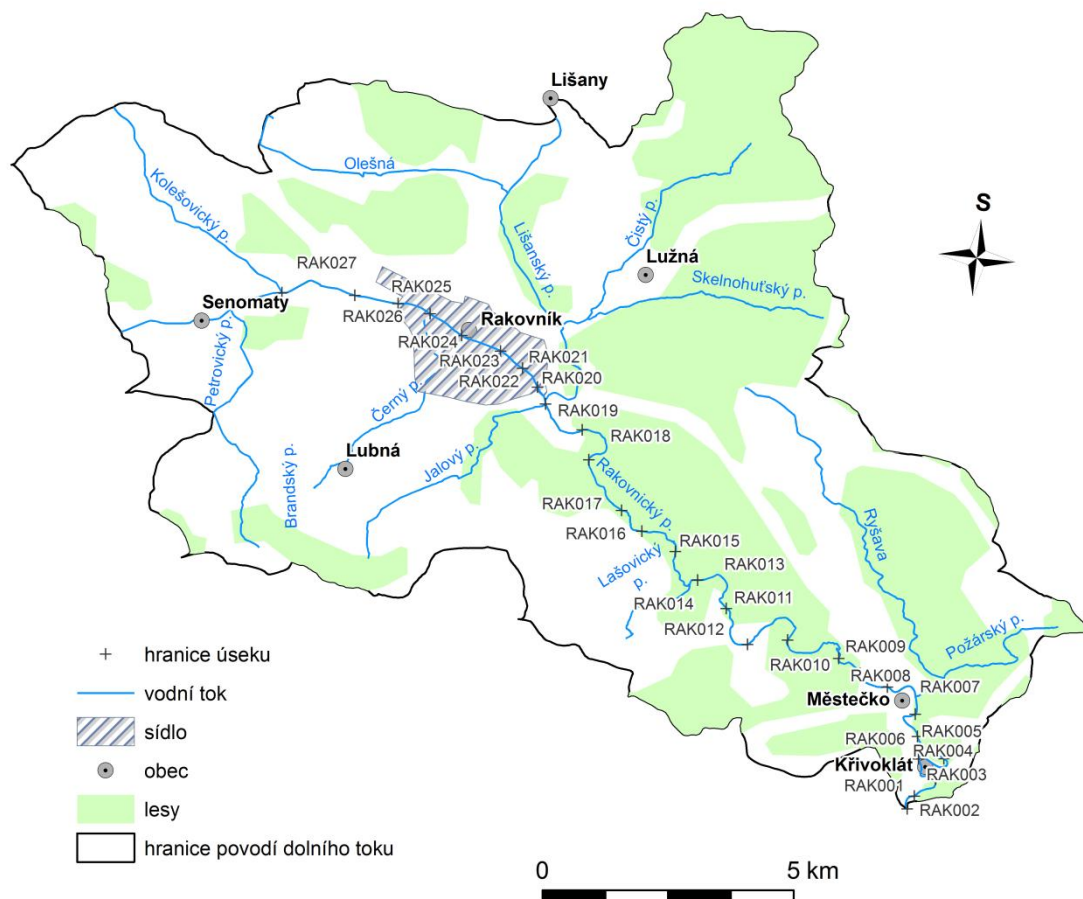 Lišany
Olešná
Kolešovický p.
Lišanský p.
Čistý p.
S
Lužná
RAK027
Skelnohuťský p.
RAK025
Senomaty
RAK026
Rakovník
RAK024
Petrovický p.
RAK023
RAK021
RAK022
RAK020
Černý p.
RAK019
RAK018
Lubná
Jalový p.
Rakovnický p.
Brandský p.
RAK017
RAK016
Ryšava
RAK015
Lašovický
p.
RAK013
RAK014
RAK011
RAK012
Požárský p.
RAK009
RAK010
RAK008
RAK007
Městečko
RAK005
RAK006
RAK004
Křivoklát
RAK003
RAK001
RAK002
hranice úseku
vodní tok
sídlo
obec
lesy
hranice povodí dolního toku
0 5 km